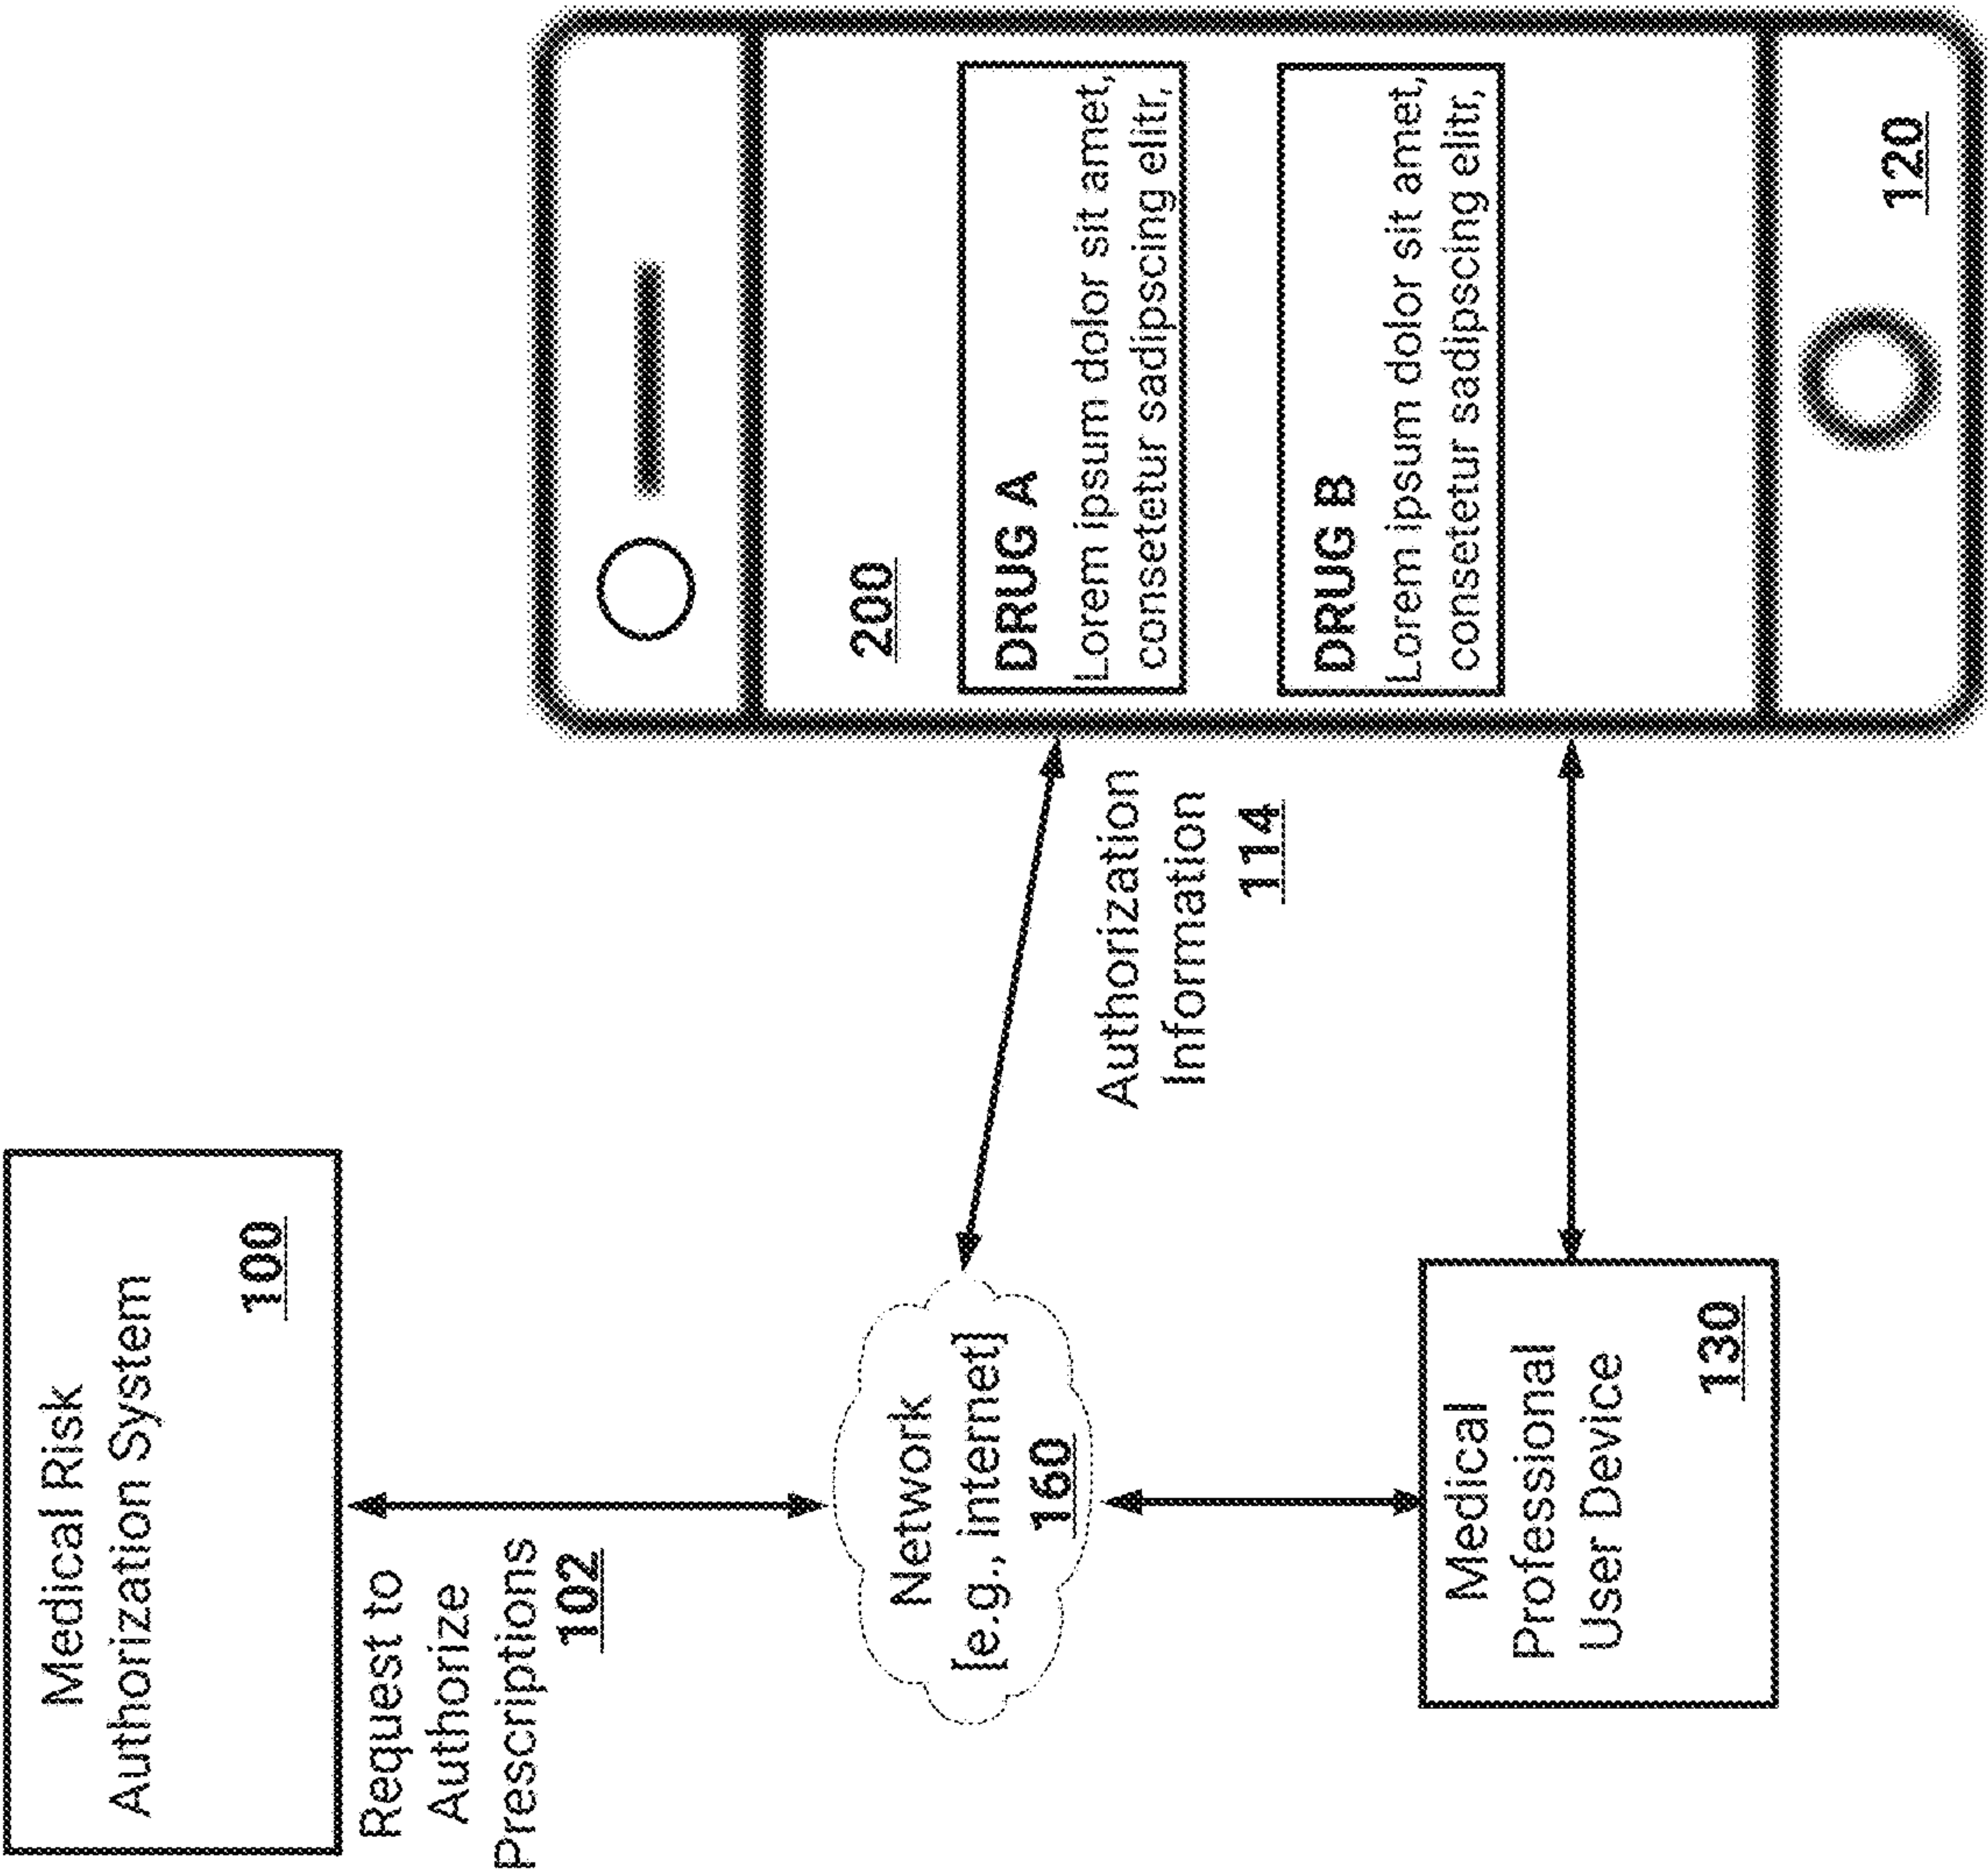 Medical Risk
Authorization System
100
Request to
Authorize
Prescriptions
102
Network
[e.g., internet]
160
Medical
Professional
User Device
130
Authorization
Information
114
200
DRUG A
Lorem ipsum dolor sit amet,
consetetur sadipscing elitr,
DRUG B
Lorem ipsum dolor sit amet,
consetetur sadipscing elitr,
120